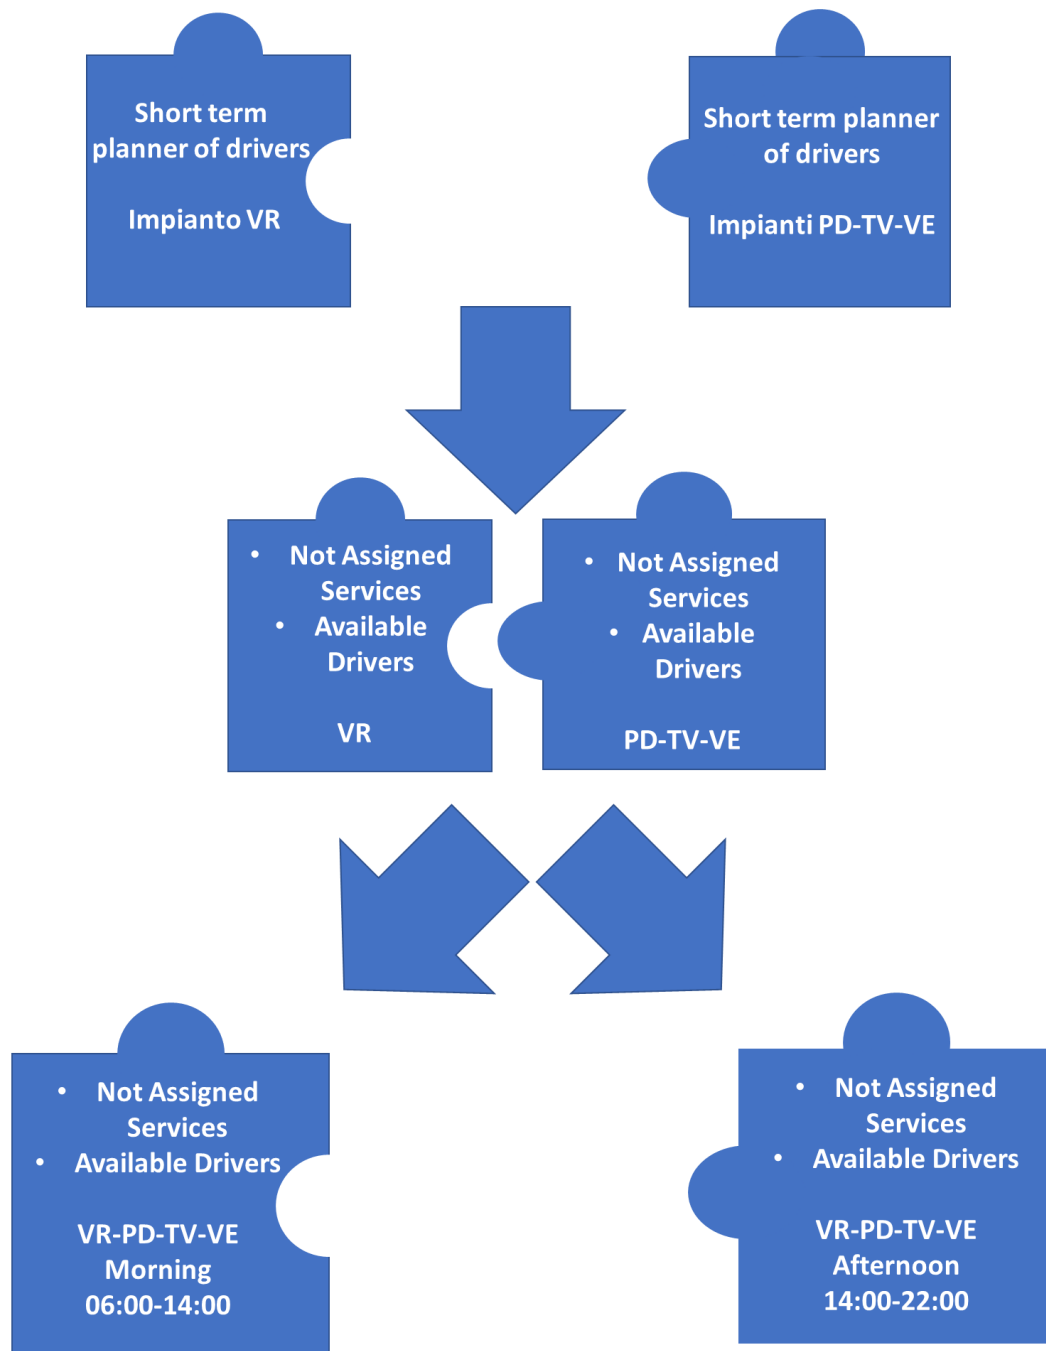 Short term
planner of drivers
Impianto VR
Short term planner
of drivers
Impianti PD-TV-VE
• Not Assigned
Services
• Available
Drivers
VR
• Not Assigned
Services
• Available
Drivers
PD-TV-VE
• Not Assigned
Services
• Available Drivers
VR-PD-TV-VE
Morning
06:00-14:00
• Not Assigned
Services
• Available Drivers
VR-PD-TV-VE
Afternoon
14:00-22:00